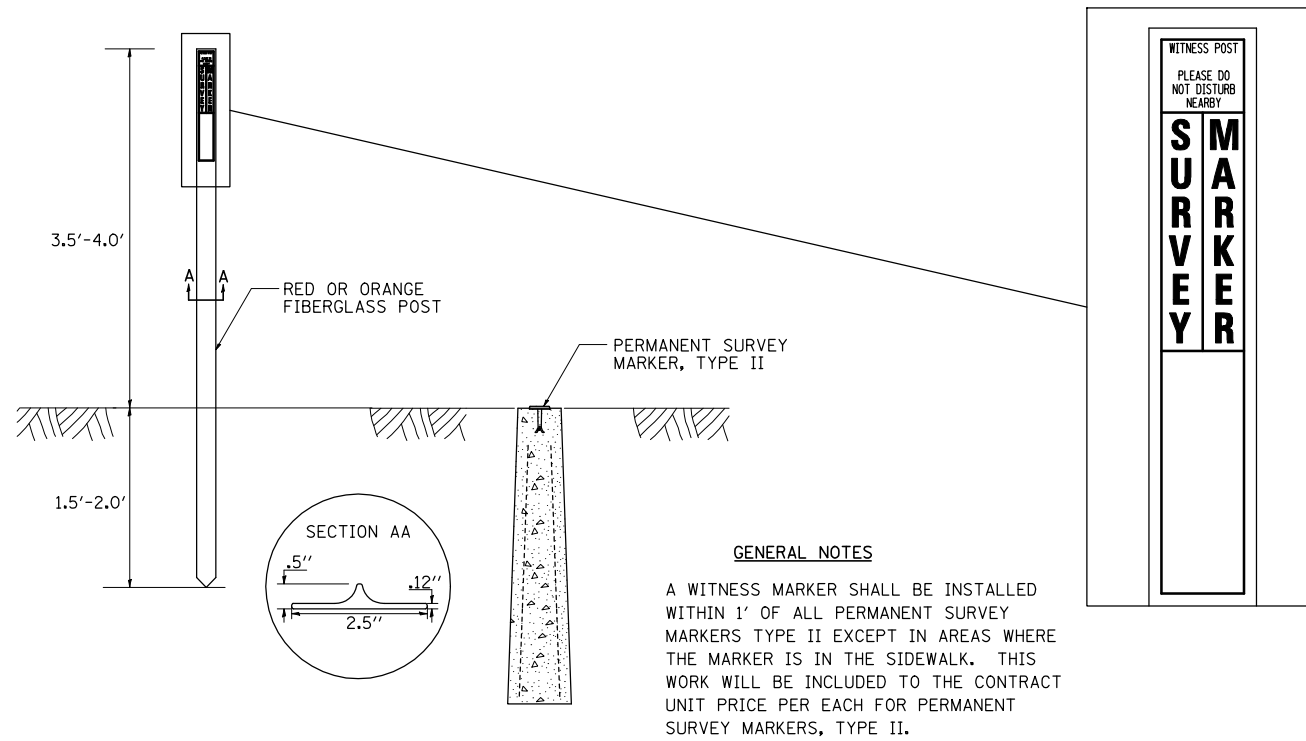 WITNESS POST
PLEASE DO
NOT DISTURB
NEARBY
SURVEY
MARKER
3.5'-4.0'
A A
RED OR ORANGE
FIBERGLASS POST
PERMANENT SURVEY
MARKER, TYPE II
1.5'-2.0'
SECTION AA
.5''
.12''
2.5''
GENERAL NOTES
A WITNESS MARKER SHALL BE INSTALLED
WITHIN 1' OF ALL PERMANENT SURVEY
MARKERS TYPE II EXCEPT IN AREAS WHERE
THE MARKER IS IN THE SIDEWALK. THIS
WORK WILL BE INCLUDED TO THE CONTRACT
UNIT PRICE PER EACH FOR PERMANENT
SURVEY MARKERS, TYPE II.